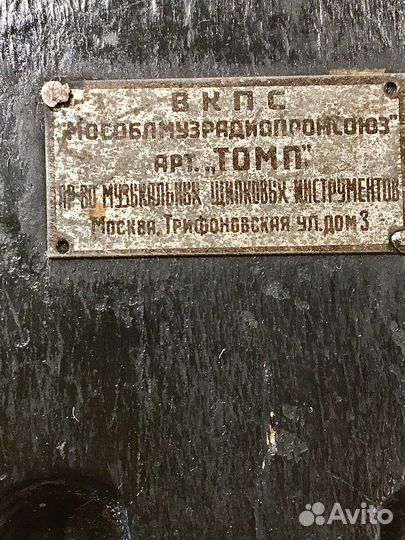 ВКПС
"МОСОБЛМУЗРАДИОПРОМСОЮЗ"
АРТ. „ТОМП"
ПР-ВО МУЗЫКАЛЬНЫХ ЩИПКОВЫХ ИНСТРУМЕНТОВ
МОСКВА, ТРИФОНОВСКАЯ УЛ. ДОМ 3
Avito